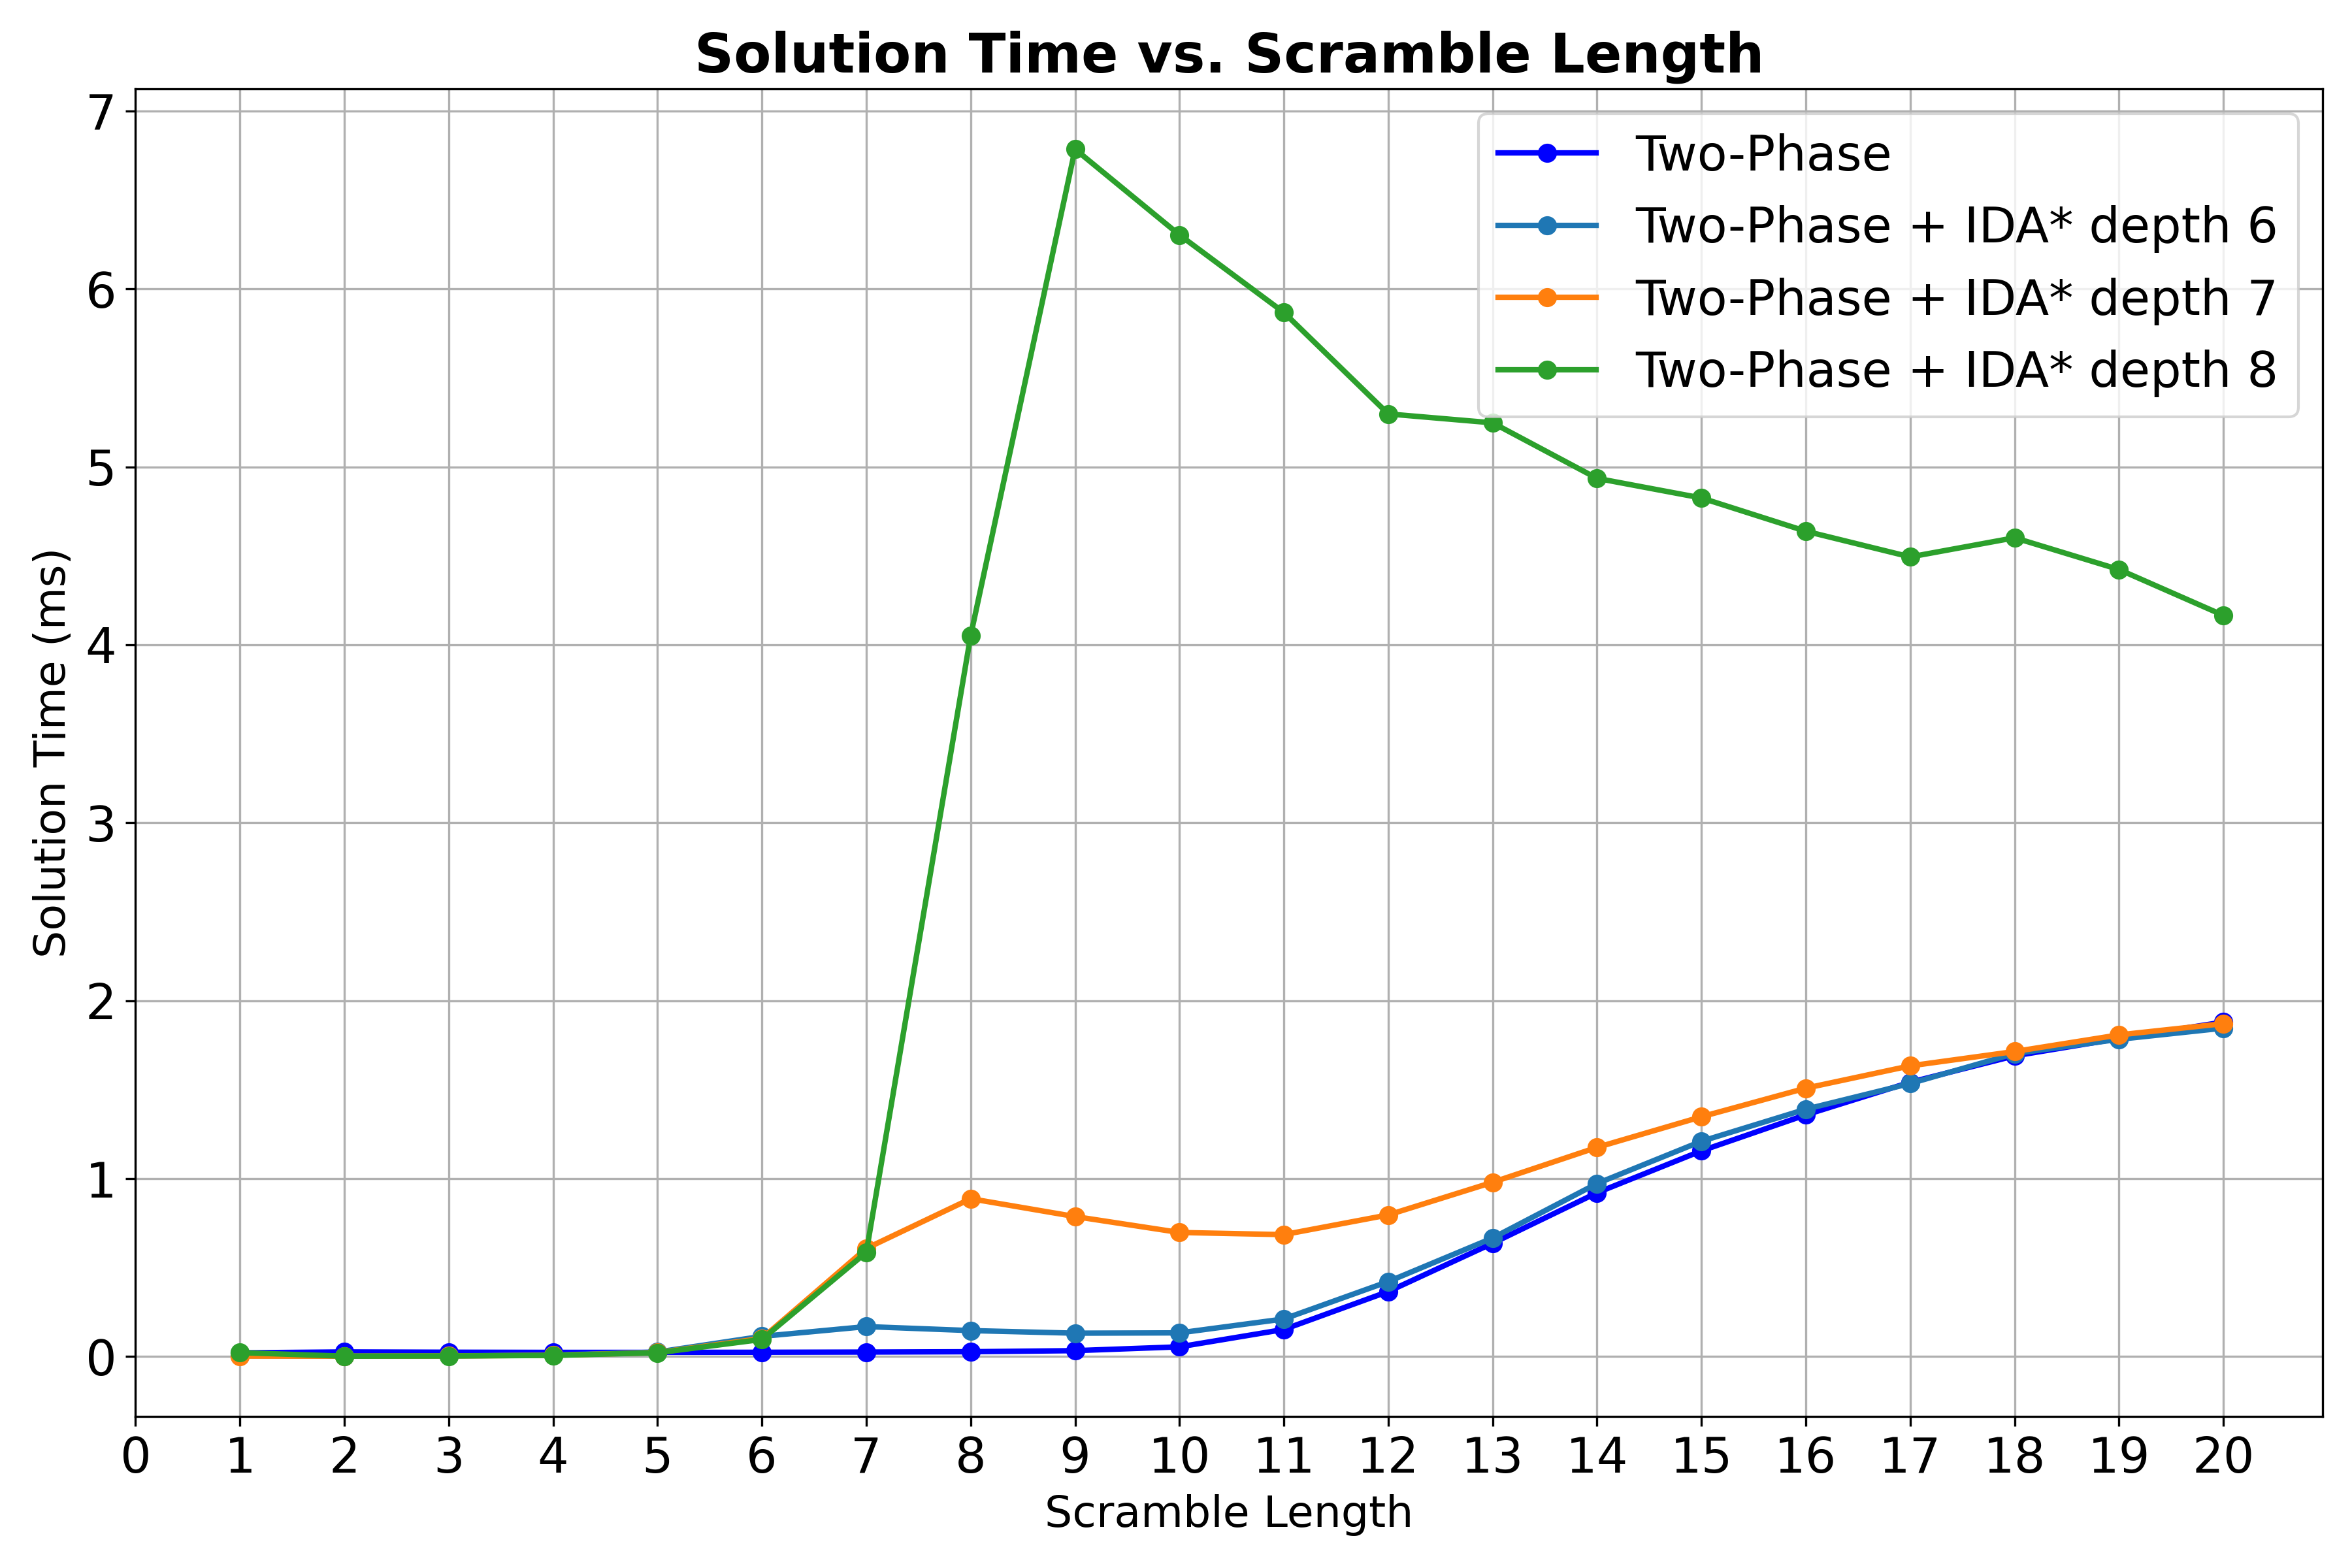 Solution Time vs. Scramble Length
7
6
5
4
3
2
1
0
Solution Time (ms)
Two-Phase
Two-Phase + IDA* depth 6
Two-Phase + IDA* depth 7
Two-Phase + IDA* depth 8
0 1 2 3 4 5 6 7 8 9 10 11 12 13 14 15 16 17 18 19 20
Scramble Length